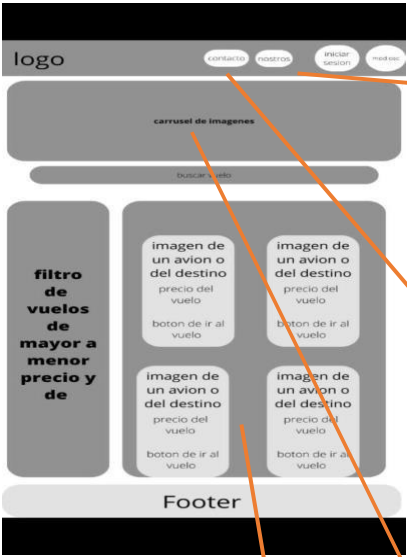 logo
contacto
nostros
iniciar
sesion
mod osc
carrusel de imagenes
buscar vuelo
filtro
de
vuelos
de
mayor a
menor
precio y
de
imagen de
un avion o
del destino
precio del
vuelo
boton de ir al
vuelo
imagen de
un avion o
del destino
precio del
vuelo
boton de ir al
vuelo
imagen de
un avion o
del destino
precio del
vuelo
boton de ir al
vuelo
imagen de
un avion o
del destino
precio del
vuelo
boton de ir al
vuelo
Footer